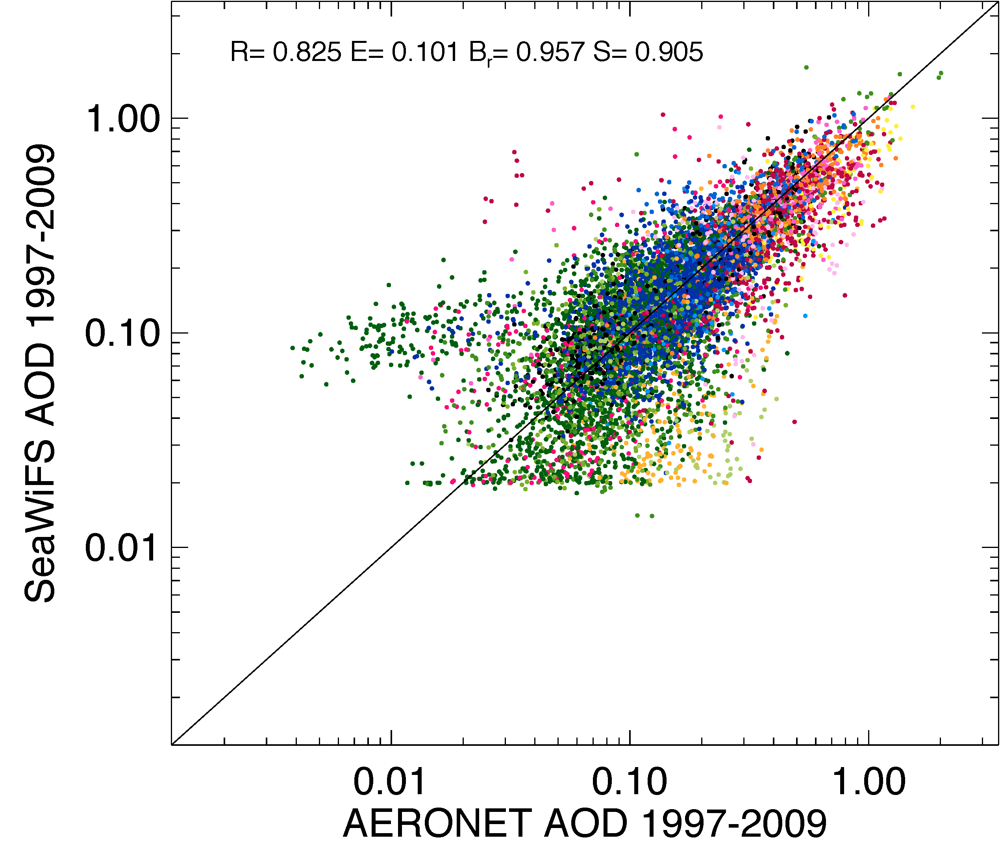 R= 0.825 E= 0.101 Br= 0.957 S= 0.905
SeaWiFS AOD 1997-2009
1.00
0.10
0.01
0.01 0.10 1.00
AERONET AOD 1997-2009